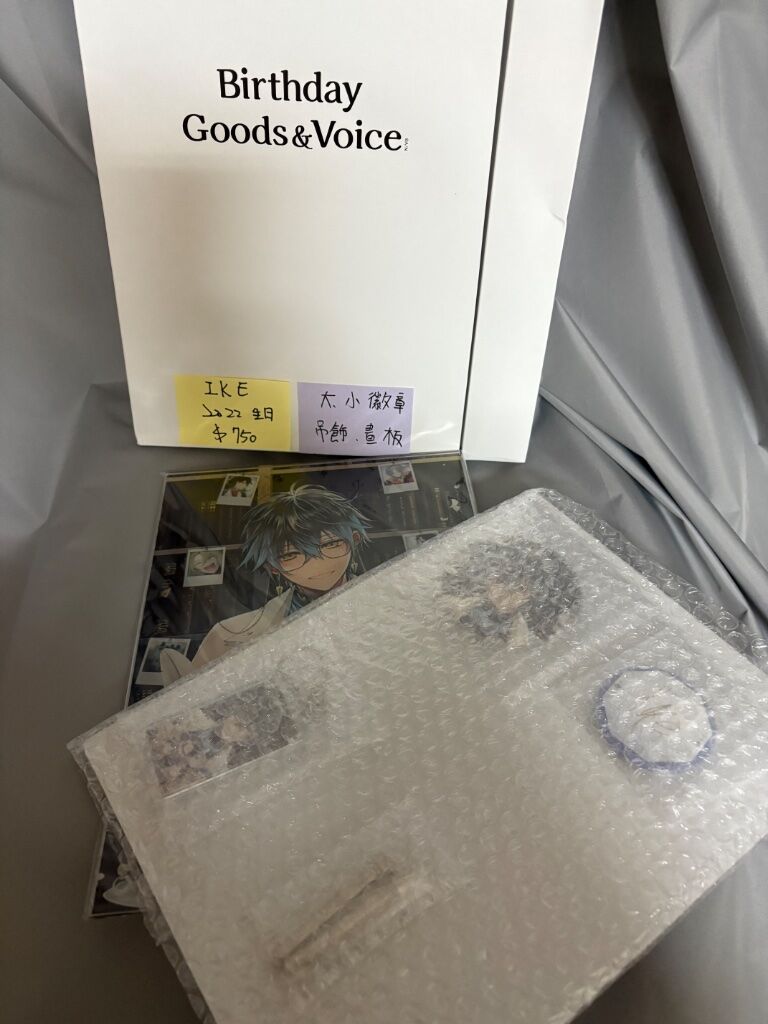 Birthday
Goods&Voice
IKE
2022 生日
$750
大、小徽章
吊飾、畫板